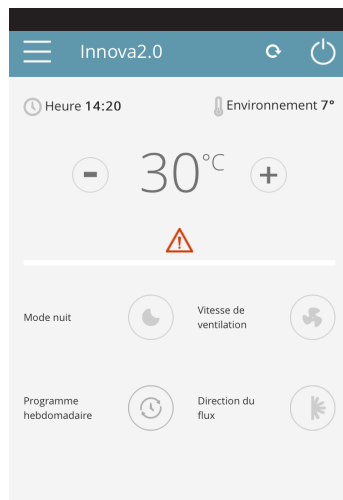 Innova2.0
Heure 14:20
Environnement 7°
- 30°C +
Mode nuit
Vitesse de
ventilation
Programme
hebdomadaire
Direction du
flux